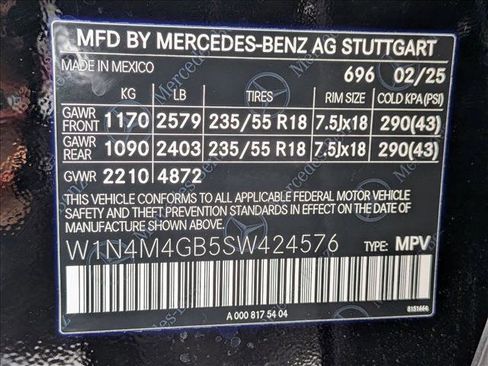 MFD BY MERCEDES-BENZ AG STUTTGART
MADE IN MEXICO 696 02/25
KG LB TIRES RIM SIZE COLD KPA(PSI)
GAWR FRONT 1170 2579 235/55 R18 7.5Jx18 290(43)
GAWR REAR 1090 2403 235/55 R18 7.5Jx18 290(43)
GVWR 2210 4872
THIS VEHICLE CONFORMS TO ALL APPLICABLE FEDERAL MOTOR VEHICLE
SAFETY AND THEFT PREVENTION STANDARDS IN EFFECT ON THE DATE
OF MANUFACTURE SHOWN ABOVE.
W1N4M4GB5SW424576 TYPE: MPV
A 000 817 54 04